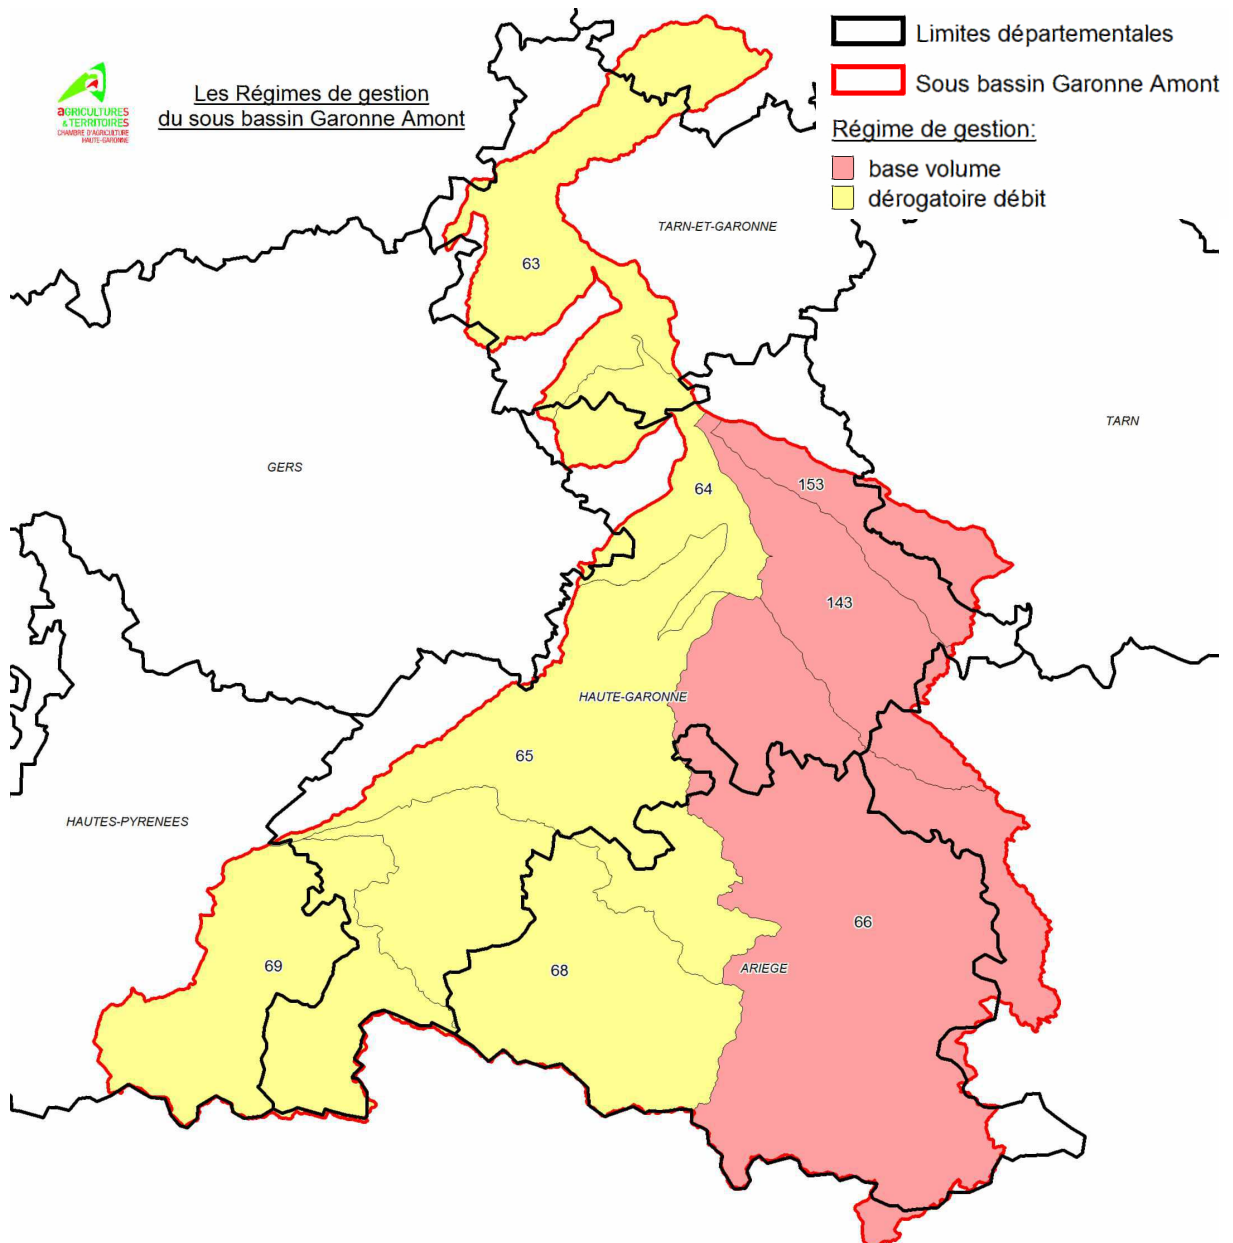 Limites départementales
Sous bassin Garonne Amont
Régime de gestion:
base volume
dérogatoire débit
AGRICULTURES
& TERRITOIRES
CHAMBRE D'AGRICULTURE
HAUTE-GARONNE
Les Régimes de gestion
du sous bassin Garonne Amont
TARN-ET-GARONNE
63
TARN
GERS
64
153
143
HAUTE-GARONNE
65
HAUTES-PYRENEES
66
69
68
ARIEGE